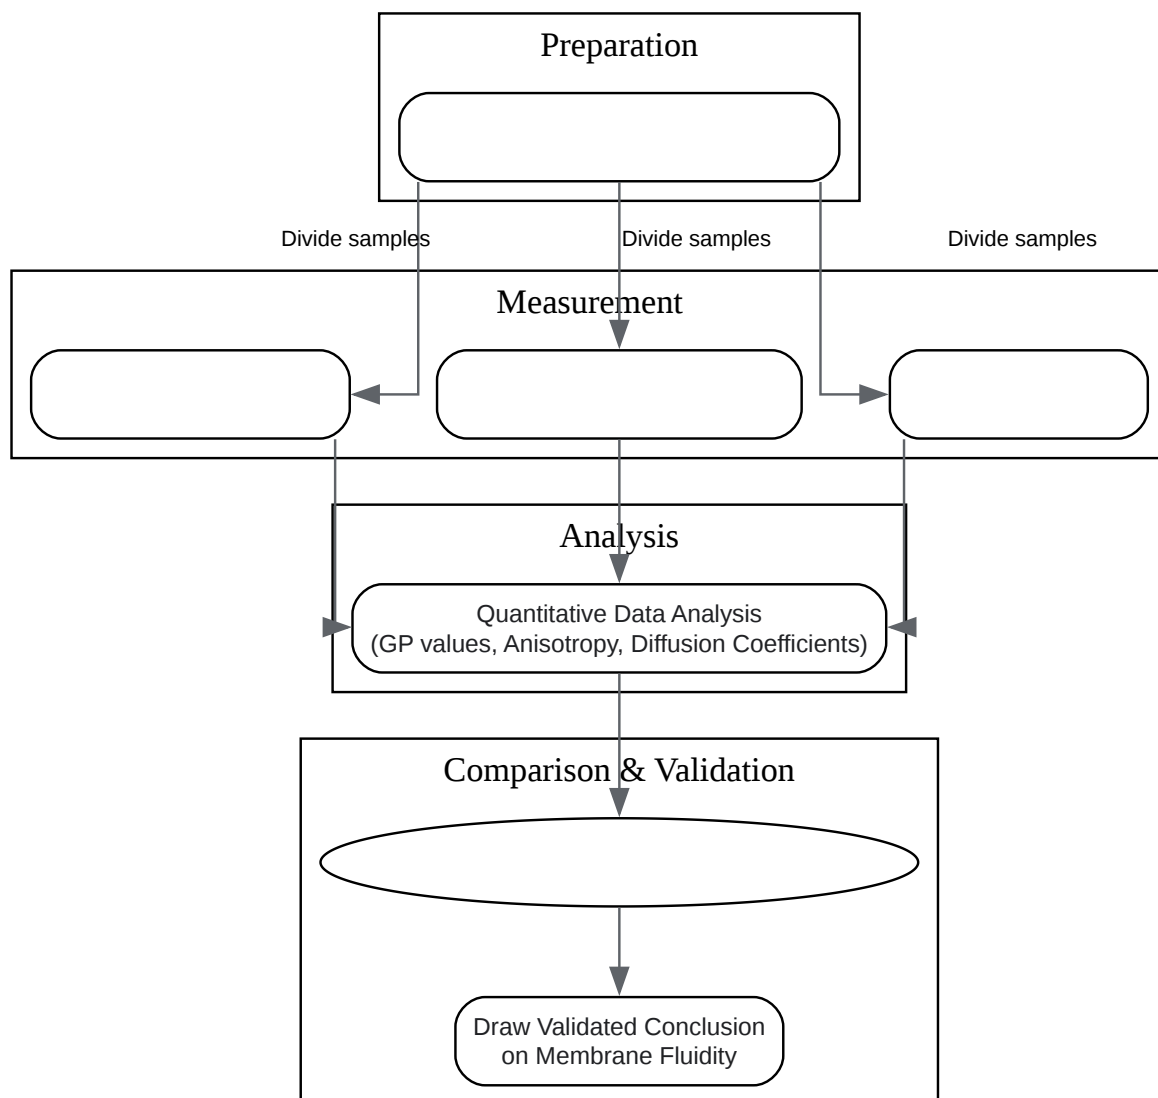 Preparation
Divide samples
Divide samples
Divide samples
Measurement
Analysis
Quantitative Data Analysis
(GP values, Anisotropy, Diffusion Coefficients)
Comparison & Validation
Draw Validated Conclusion
on Membrane Fluidity